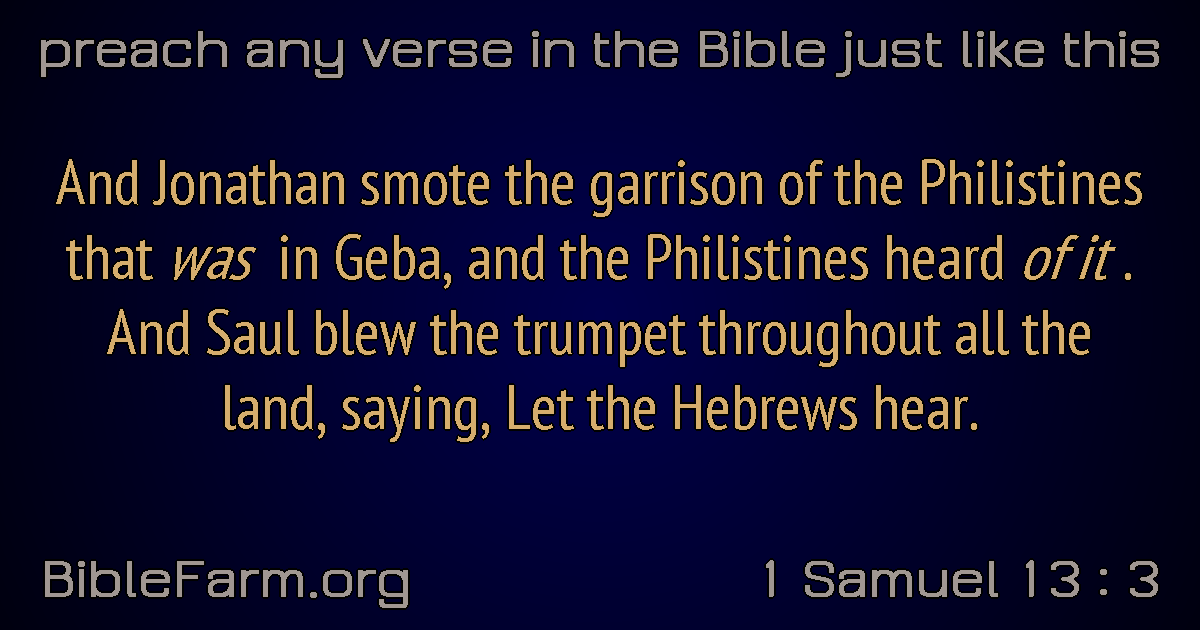 preach any verse in the Bible just like this
And Jonathan smote the garrison of the Philistines
that was in Geba, and the Philistines heard of it .
And Saul blew the trumpet throughout all the
land, saying, Let the Hebrews hear.
BibleFarm.org
1 Samuel 13 : 3